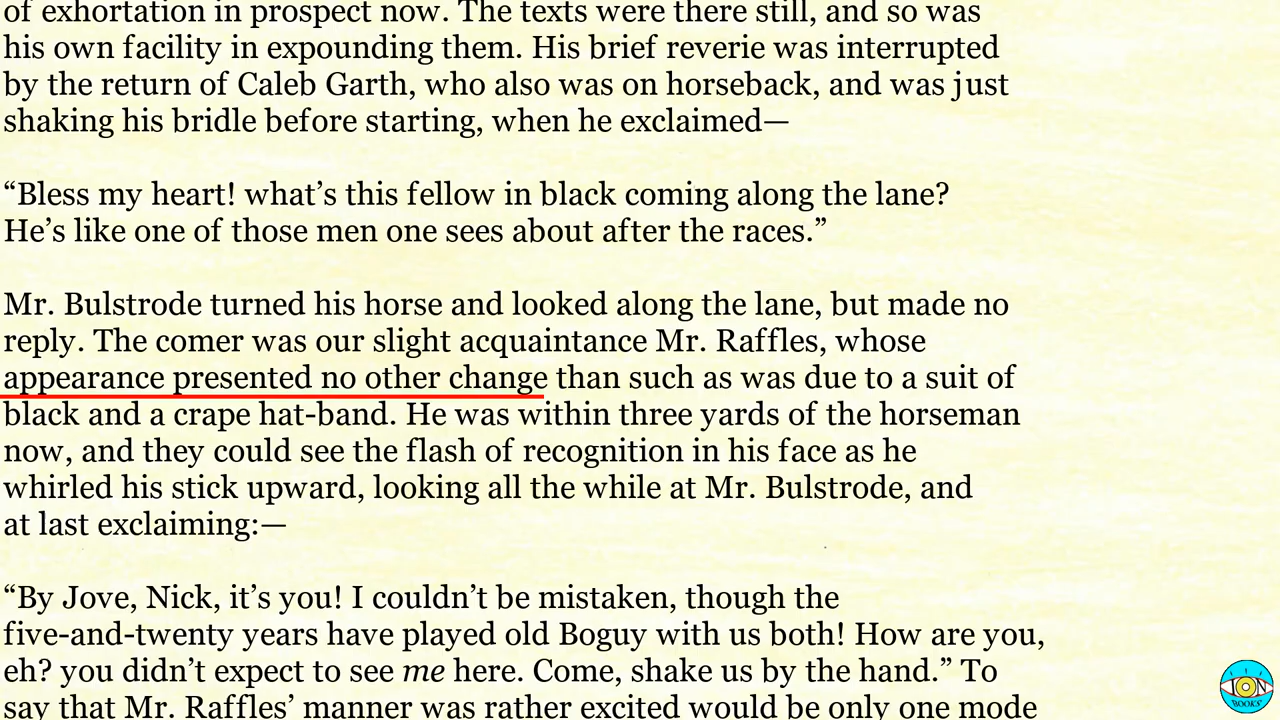 of exhortation in prospect now. The texts were there still, and so was
his own facility in expounding them. His brief reverie was interrupted
by the return of Caleb Garth, who also was on horseback, and was just
shaking his bridle before starting, when he exclaimed—
“Bless my heart! what’s this fellow in black coming along the lane?
He’s like one of those men one sees about after the races.”
Mr. Bulstrode turned his horse and looked along the lane, but made no
reply. The comer was our slight acquaintance Mr. Raffles, whose
appearance presented no other change than such as was due to a suit of
black and a crape hat-band. He was within three yards of the horseman
now, and they could see the flash of recognition in his face as he
whirled his stick upward, looking all the while at Mr. Bulstrode, and
at last exclaiming:—
“By Jove, Nick, it’s you! I couldn’t be mistaken, though the
five-and-twenty years have played old Boguy with us both! How are you,
eh? you didn’t expect to see me here. Come, shake us by the hand.” To
say that Mr. Raffles’ manner was rather excited would be only one mode
ION
BOOKS